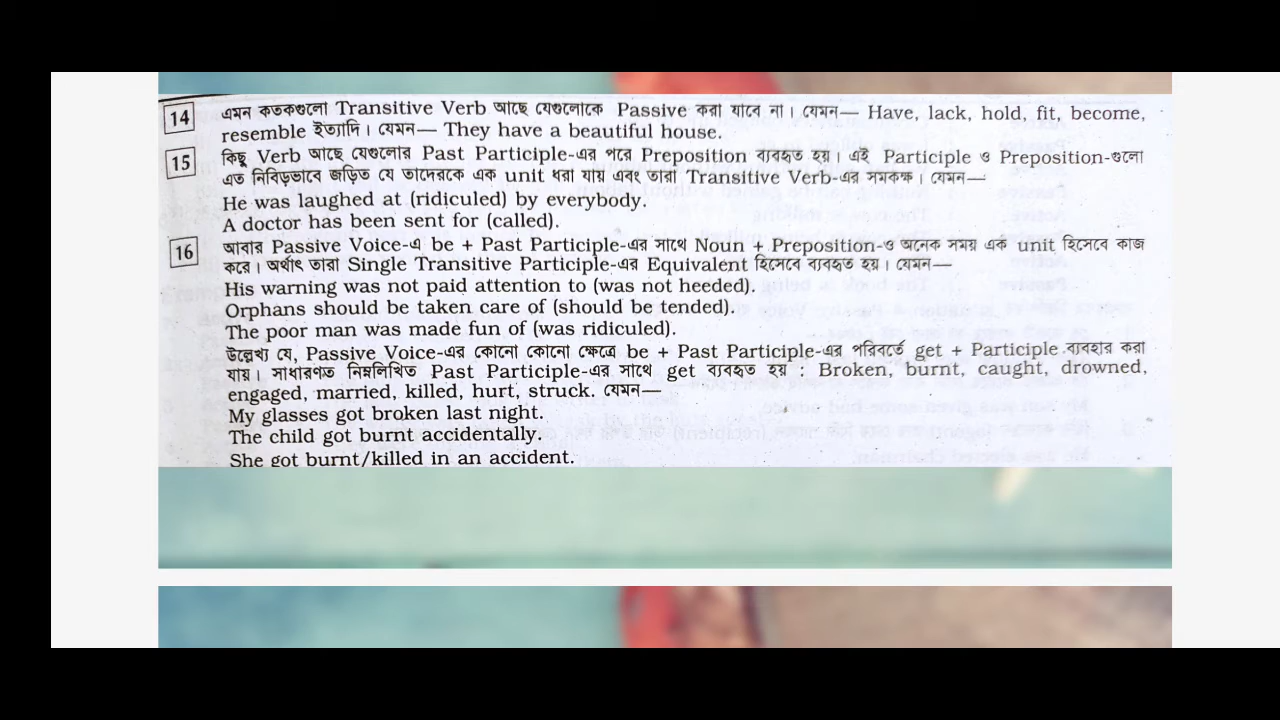 14 এমন কতকগুলো Transitive Verb আছে যেগুলোকে Passive করা যাবে না। যেমন— Have, lack, hold, fit, become,
resemble ইত্যাদি। যেমন— They have a beautiful house.
15 কিছু Verb আছে যেগুলোর Past Participle-এর পরে Preposition ব্যবহৃত হয়। এই Participle ও Preposition-গুলো
এত নিবিড়ভাবে জড়িত যে তাদেরকে এক unit ধরা যায় এবং তারা Transitive Verb-এর সমকক্ষ। যেমন—
He was laughed at (ridiculed) by everybody.
A doctor has been sent for (called).
16 আবার Passive Voice-এ be + Past Participle-এর সাথে Noun + Preposition-ও অনেক সময় এক unit হিসেবে কাজ
করে। অর্থাৎ তারা Single Transitive Participle-এর Equivalent হিসেবে ব্যবহৃত হয়। যেমন—
His warning was not paid attention to (was not heeded).
Orphans should be taken care of (should be tended).
The poor man was made fun of (was ridiculed).
উল্লেখ্য যে, Passive Voice-এর কোনো কোনো ক্ষেত্রে be + Past Participle-এর পরিবর্তে get + Participle ব্যবহার করা
যায়। সাধারণত নিম্নলিখিত Past Participle-এর সাথে get ব্যবহৃত হয় : Broken, burnt, caught, drowned,
engaged, married, killed, hurt, struck. যেমন—
My glasses got broken last night.
The child got burnt accidentally.
She got burnt/killed in an accident.